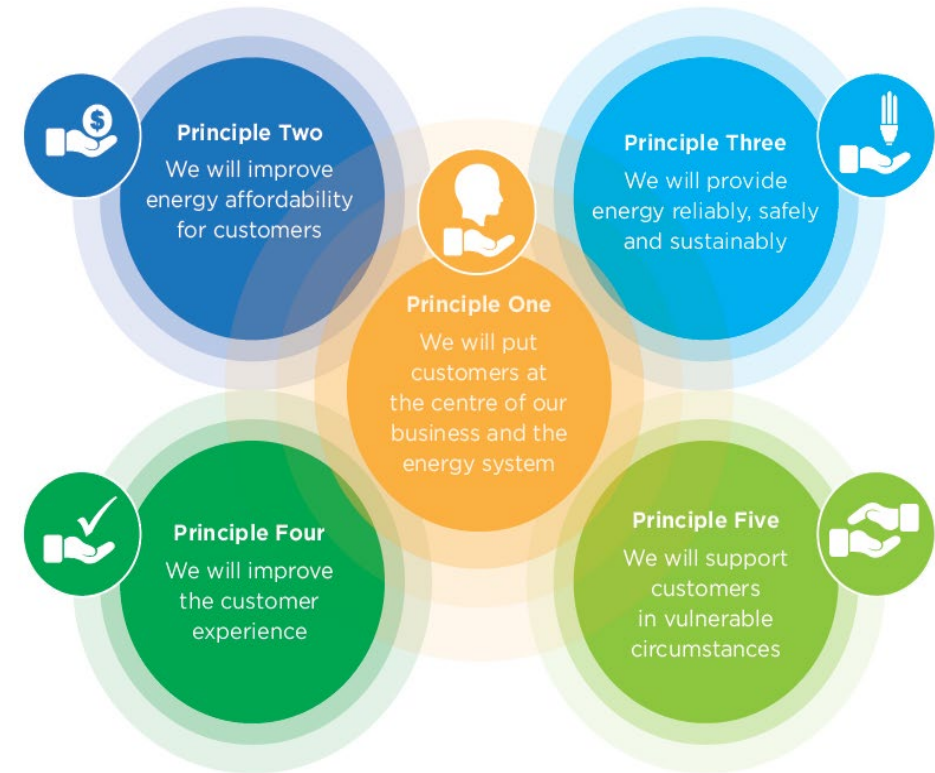 Principle Two
We will improve
energy affordability
for customers
Principle Three
We will provide
energy reliably, safely
and sustainably
Principle One
We will put
customers at
the centre of our
business and the
energy system
Principle Four
We will improve
the customer
experience
Principle Five
We will support
customers
in vulnerable
circumstances
$